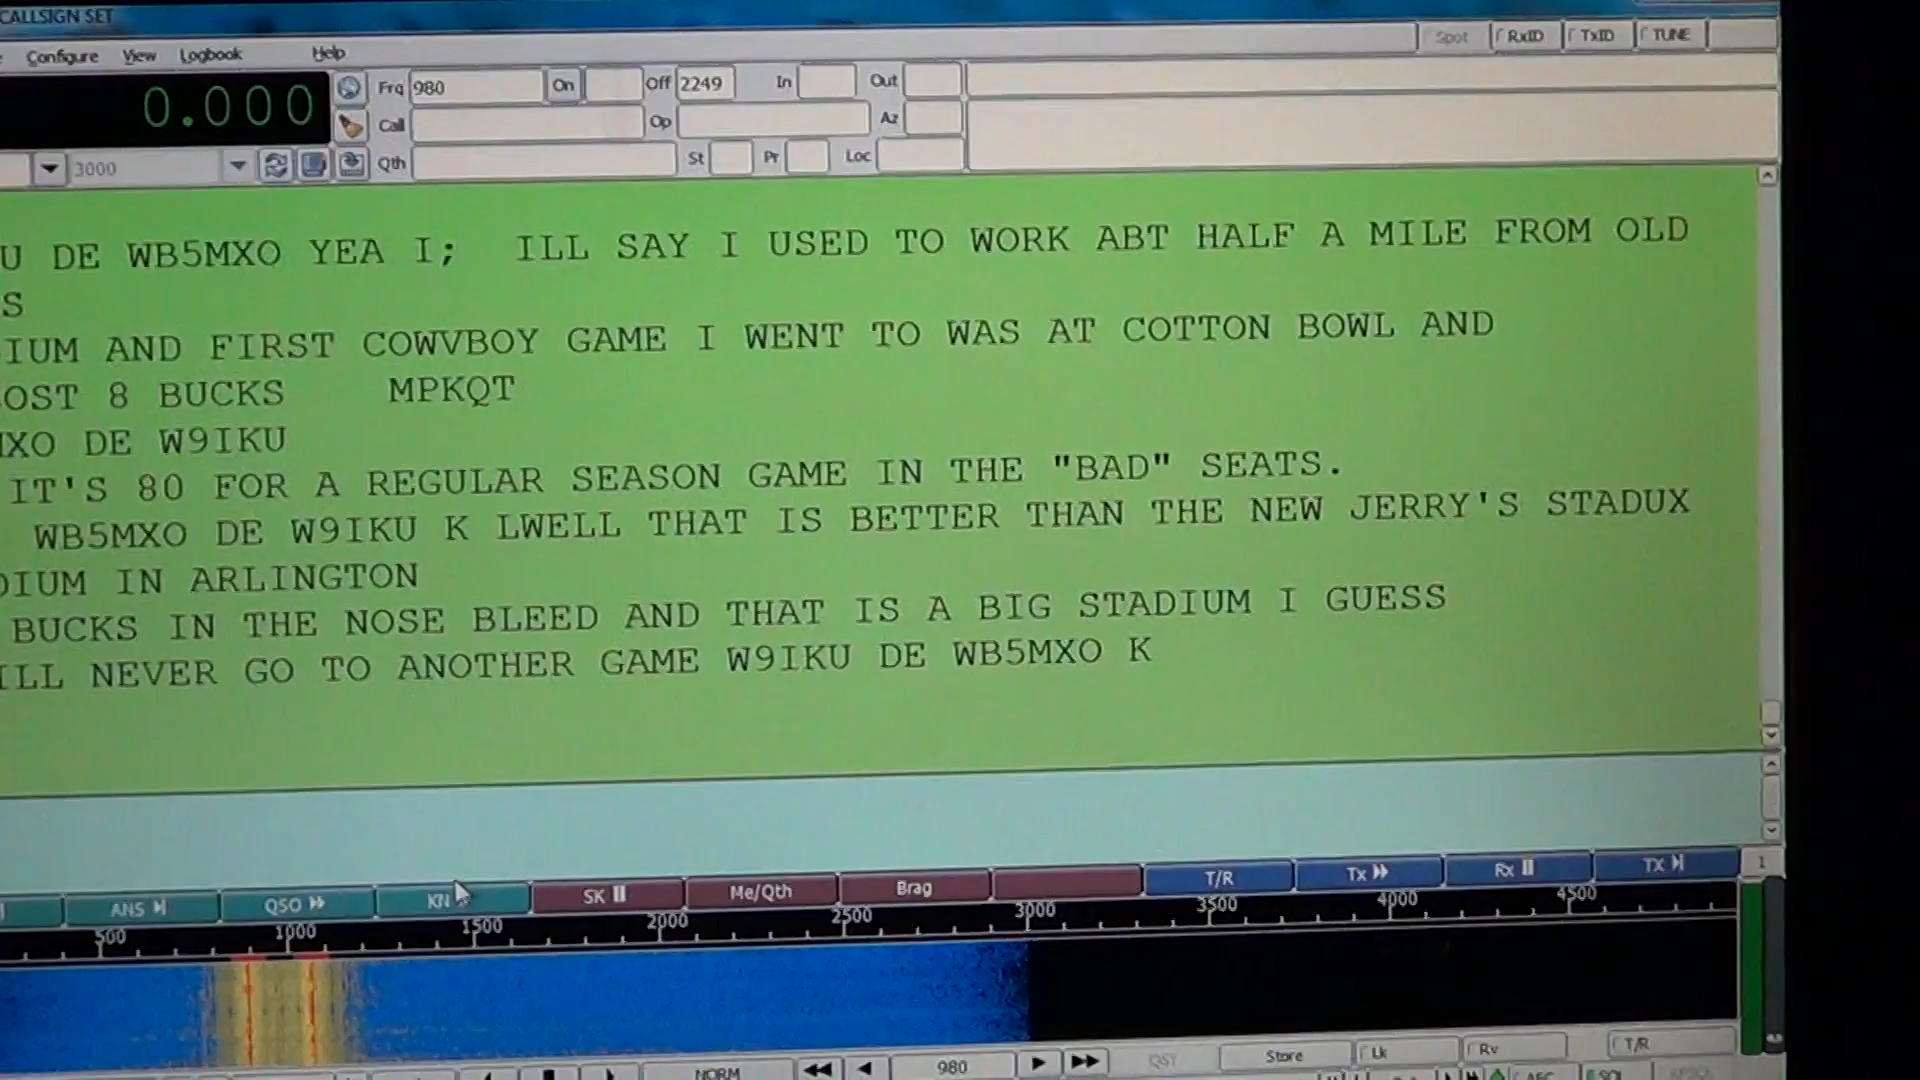 CALLSIGN SET
Configure View Logbook Help
Spot RxID TxID TUNE
0.000
Frq 980 On Off 2249 In Out
Call Op Az
3000 Qth St Pr Loc
U DE WB5MXO YEA I; ILL SAY I USED TO WORK ABT HALF A MILE FROM OLD
S
IUM AND FIRST COWVBOY GAME I WENT TO WAS AT COTTON BOWL AND
OST 8 BUCKS MPKQT
MXO DE W9IKU
IT'S 80 FOR A REGULAR SEASON GAME IN THE "BAD" SEATS.
WB5MXO DE W9IKU K LWELL THAT IS BETTER THAN THE NEW JERRY'S STADUX
DIUM IN ARLINGTON
BUCKS IN THE NOSE BLEED AND THAT IS A BIG STADIUM I GUESS
ILL NEVER GO TO ANOTHER GAME W9IKU DE WB5MXO K
ANS QSO KN SK Me/Qth Brag T/R Tx Rx TX 1
500 1000 1500 2000 2500 3000 3500 4000 4500
NORM 980 QSY Store Lk Rv T/R
AFC SQL